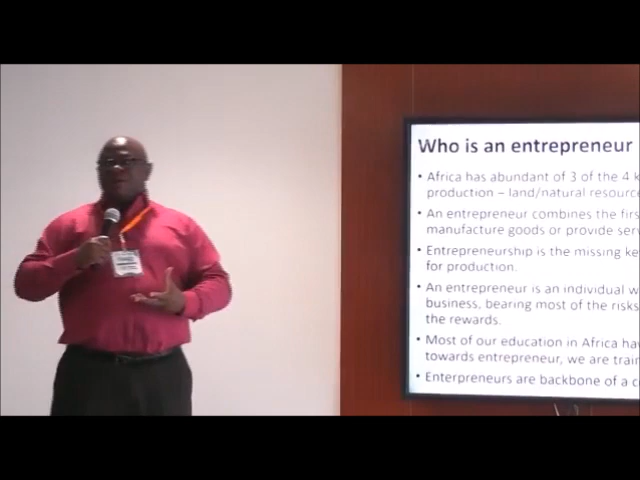 Who is an entrepreneur
• Africa has abundant of 3 of the 4 k
production – land/natural resource
• An entrepreneur combines the firs
manufacture goods or provide serv
• Entrepreneurship is the missing ke
for production.
• An entrepreneur is an individual w
business, bearing most of the risks
the rewards.
• Most of our education in Africa hav
towards entrepreneur, we are train
• Enterpreneurs are backbone of a c